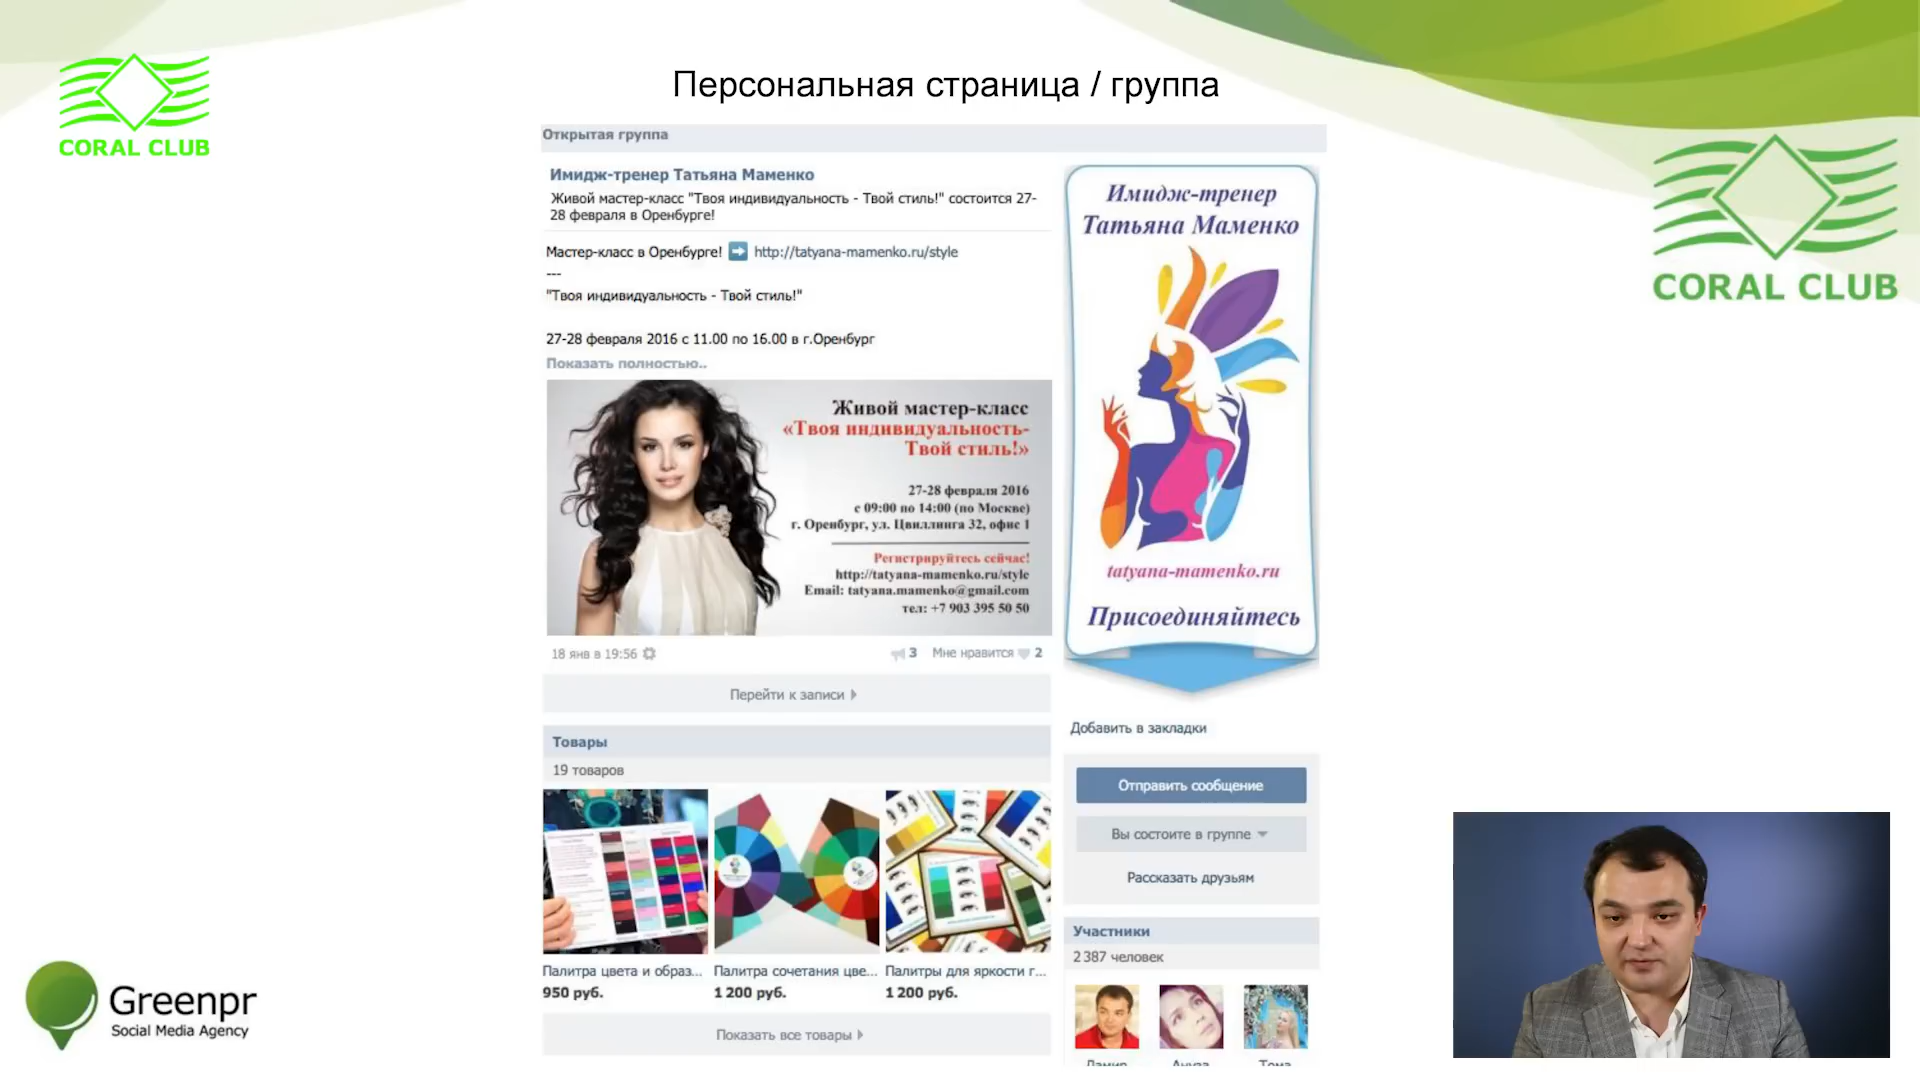 Персональная страница / группа
CORAL CLUB
CORAL CLUB
Открытая группа
Имидж-тренер Татьяна Маменко
Живой мастер-класс "Твоя индивидуальность - Твой стиль!" состоится 27-
28 февраля в Оренбурге!
Мастер-класс в Оренбурге! http://tatyana-mamenko.ru/style
---
"Твоя индивидуальность - Твой стиль!"
27-28 февраля 2016 с 11.00 по 16.00 в г.Оренбург
Показать полностью..
Живой мастер-класс
«Твоя индивидуальность-
Твой стиль!»
27-28 февраля 2016
с 09:00 по 14:00 (по Москве)
г. Оренбург, ул. Цвиллинга 32, офис 1
Регистрируйтесь сейчас!
http://tatyana-mamenko.ru/style
Email: tatyana.mamenko@gmail.com
тел: +7 903 395 50 50
18 янв в 19:56
3 Мне нравится 2
Перейти к записи
Товары
19 товаров
Палитра цвета и образ...
950 руб.
Палитра сочетания цве...
1 200 руб.
Палитры для яркости г...
1 200 руб.
Показать все товары
Имидж-тренер
Татьяна Маменко
tatyana-mamenko.ru
Присоединяйтесь
Добавить в закладки
Отправить сообщение
Вы состоите в группе
Рассказать друзьям
Участники
2 387 человек
Дамир
Ануза
Тома
Greenpr
Social Media Agency